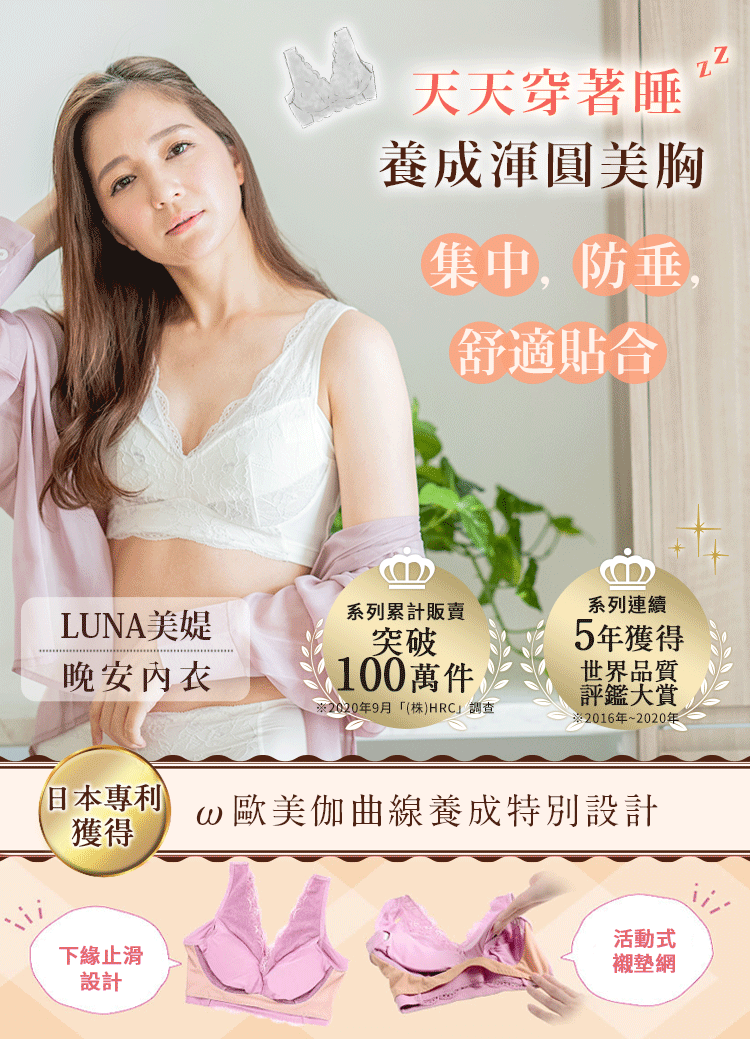 天天穿著睡 zz
養成渾圓美胸
集中, 防垂,
舒適貼合
LUNA美媞
晚安內衣
系列累計販賣
突破
100萬件
※2020年9月「(株)HRC」調查
系列連續
5年獲得
世界品質
評鑑大賞
※2016年~2020年
日本專利
獲得
ω歐美伽曲線養成特別設計
下緣止滑
設計
活動式
襯墊網